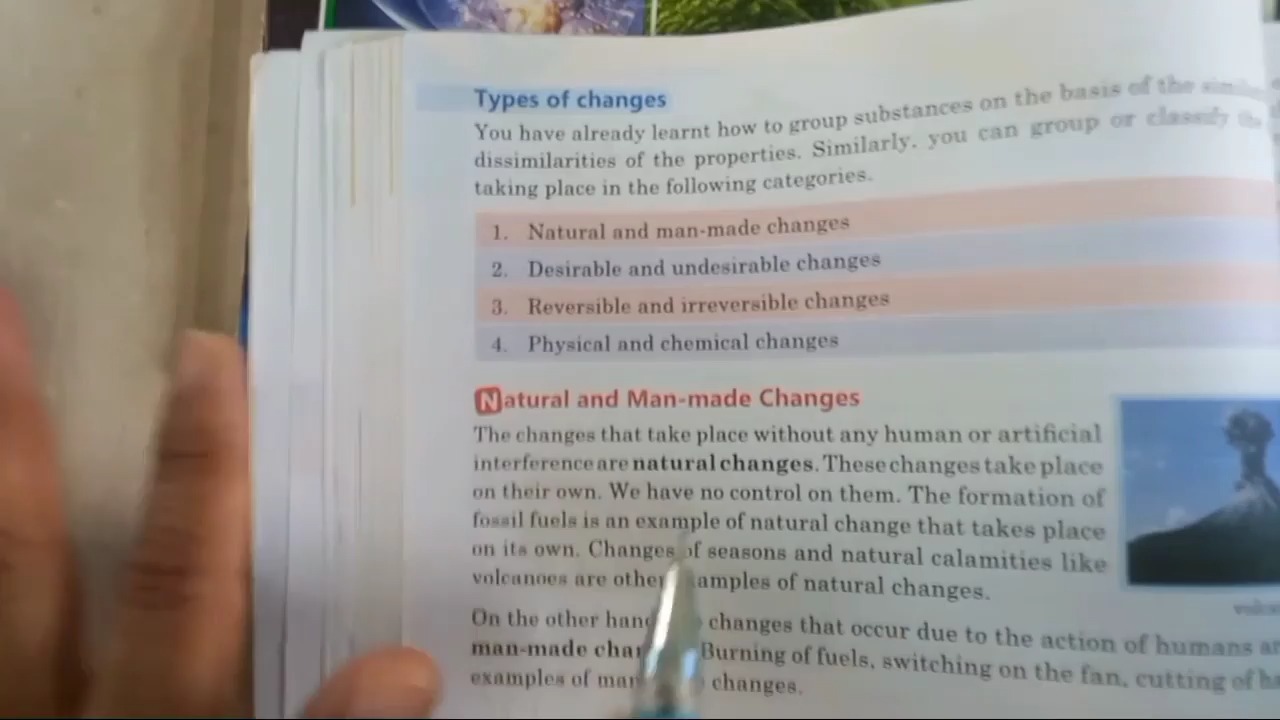 Types of changes
You have already learnt how to group substances on the basis of the
dissimilarities of the properties. Similarly, you can group or classify
taking place in the following categories.
1. Natural and man-made changes
2. Desirable and undesirable changes
3. Reversible and irreversible changes
4. Physical and chemical changes
Natural and Man-made Changes
The changes that take place without any human or artificial
interference are natural changes. These changes take place
on their own. We have no control on them. The formation of
fossil fuels is an example of natural change that takes place
on its own. Changes of seasons and natural calamities like
volcanoes are other amples of natural changes.
On the other changes that occur due to the action of humans
man-made Burning of fuels, switching on the fan, cutting of
examples of changes.